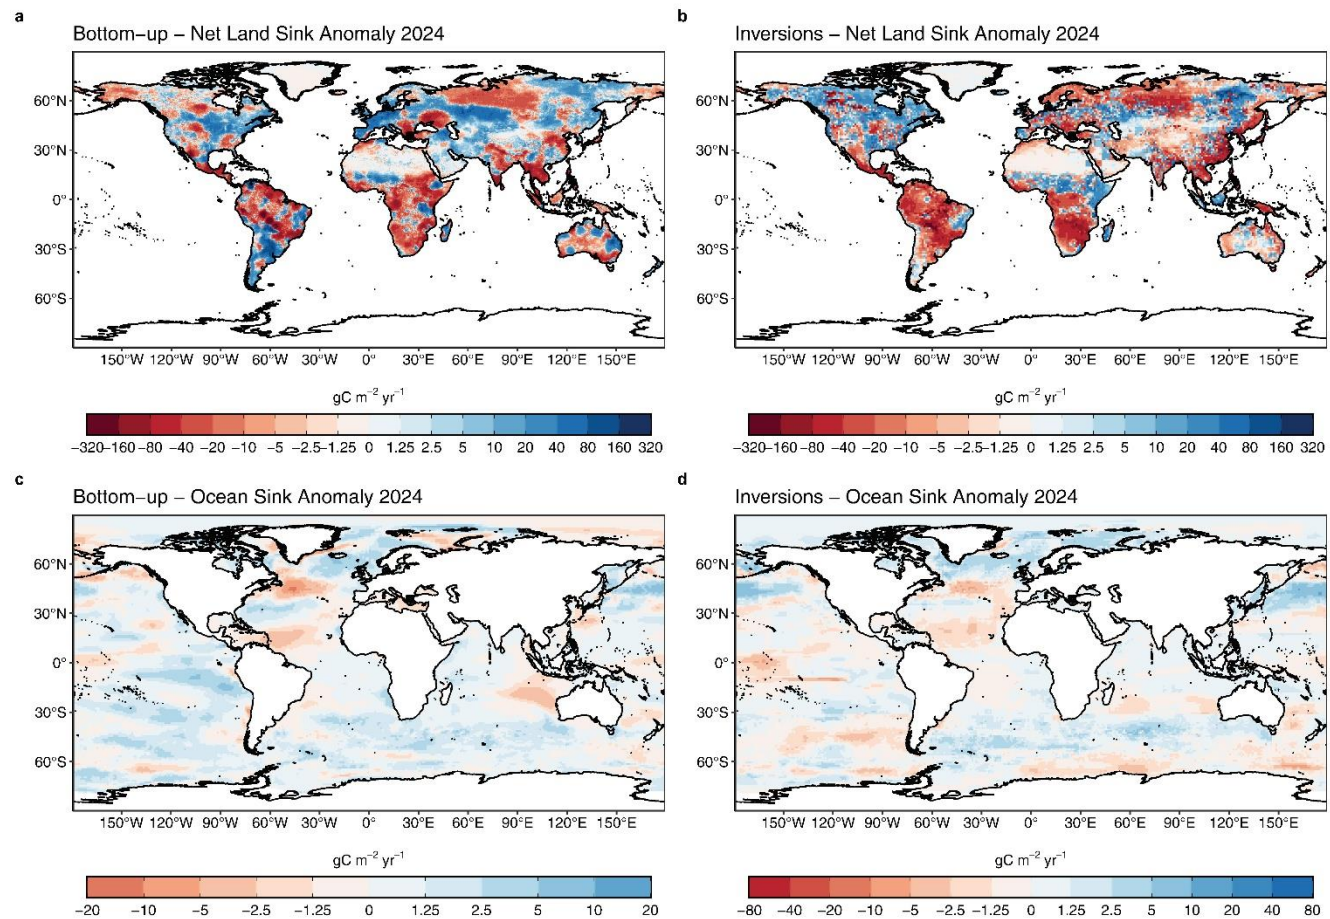 a
Bottom−up − Net Land Sink Anomaly 2024
60°N
30°N
0°
30°S
60°S
150°W 120°W 90°W 60°W 30°W 0° 30°E 60°E 90°E 120°E 150°E
gC m⁻² yr⁻¹
−320 −160 −80 −40 −20 −10 −5 −2.5 −1.25 0 1.25 2.5 5 10 20 40 80 160 320
b
Inversions − Net Land Sink Anomaly 2024
60°N
30°N
0°
30°S
60°S
150°W 120°W 90°W 60°W 30°W 0° 30°E 60°E 90°E 120°E 150°E
gC m⁻² yr⁻¹
−320 −160 −80 −40 −20 −10 −5 −2.5 −1.25 0 1.25 2.5 5 10 20 40 80 160 320
c
Bottom−up − Ocean Sink Anomaly 2024
60°N
30°N
0°
30°S
60°S
150°W 120°W 90°W 60°W 30°W 0° 30°E 60°E 90°E 120°E 150°E
gC m⁻² yr⁻¹
−20 −10 −5 −2.5 −1.25 0 1.25 2.5 5 10 20
d
Inversions − Ocean Sink Anomaly 2024
60°N
30°N
0°
30°S
60°S
150°W 120°W 90°W 60°W 30°W 0° 30°E 60°E 90°E 120°E 150°E
gC m⁻² yr⁻¹
−80 −40 −20 −10 −5 −2.5 −1.25 0 1.25 2.5 5 10 20 40 80